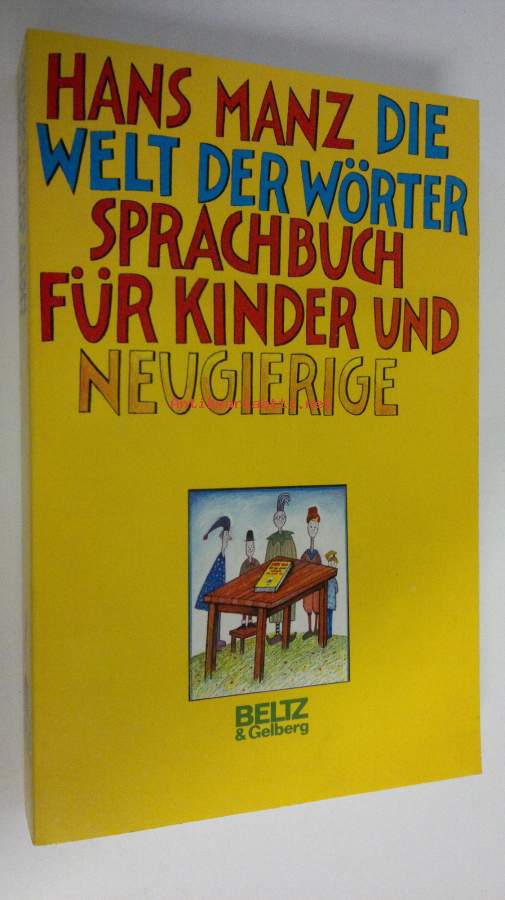 HANS MANZ DIE
WELT DER WÖRTER
SPRACHBUCH
FÜR KINDER UND
NEUGIERIGE
BELTZ
& Gelberg